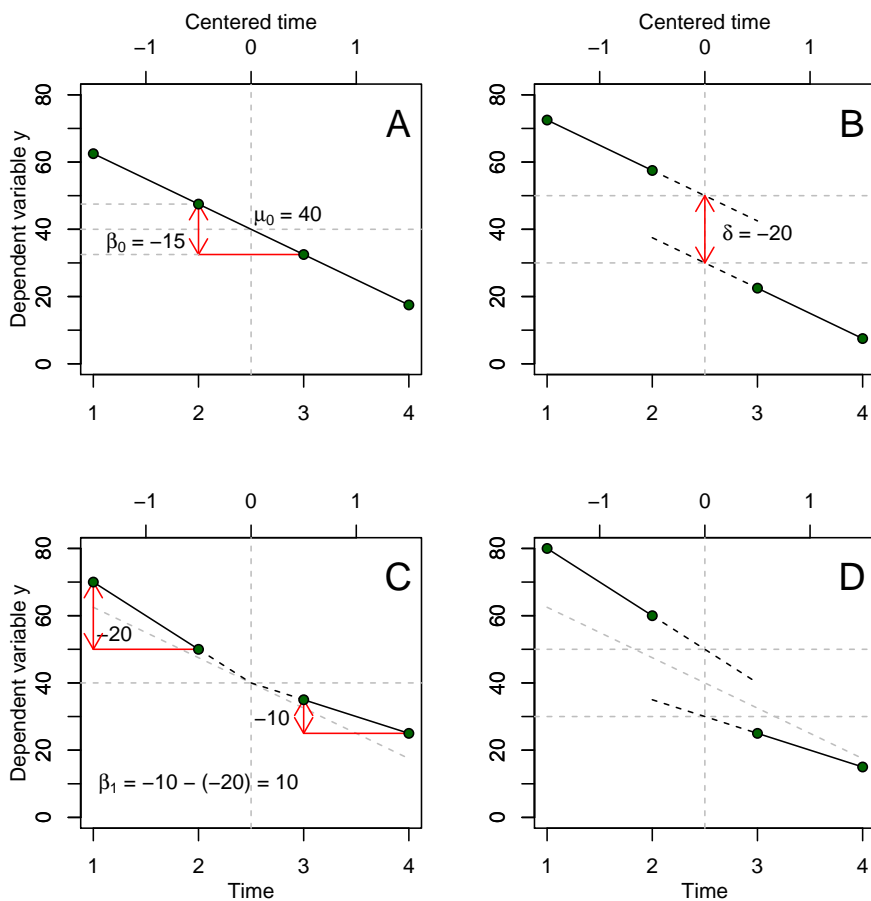 Centered time
−1 0 1
Dependent variable y
0 20 40 60 80
A
μ0 = 40
β0 = −15
1 2 3 4
Centered time
−1 0 1
0 20 40 60 80
B
δ = −20
1 2 3 4
−1 0 1
Dependent variable y
0 20 40 60 80
C
−20
−10
β1 = −10 − (−20) = 10
1 2 3 4
Time
−1 0 1
0 20 40 60 80
D
1 2 3 4
Time